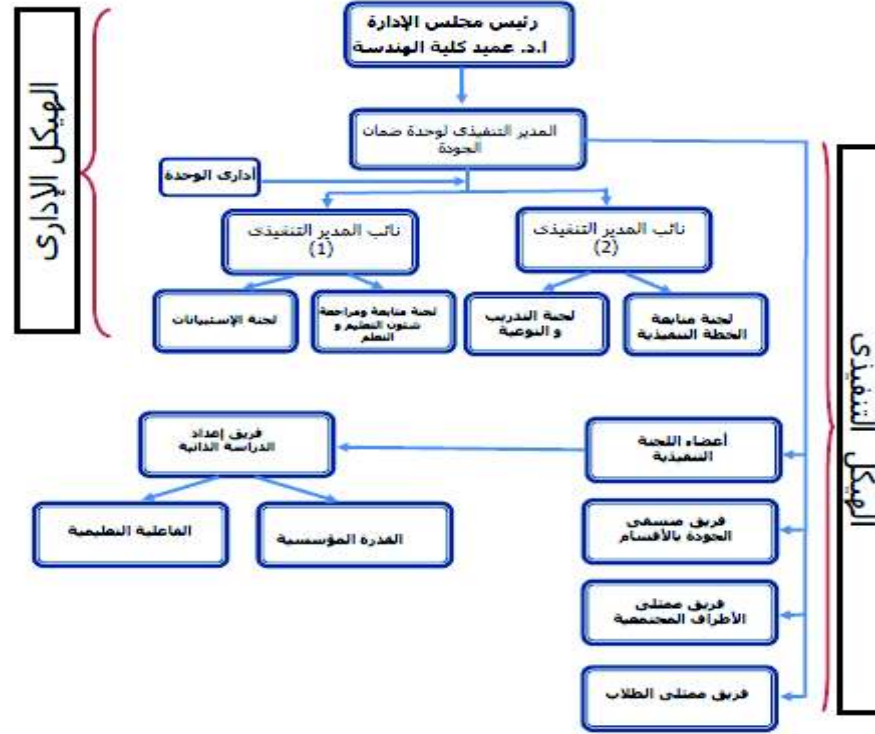 رئيس مجلس الإدارة
ا.د. عميد كلية الهندسة
الهيكل الإدارى
المدير التنفيذى لوحدة ضمان
الجودة
أدارى الوحدة
نائب المدير التنفيذى
(2)
نائب المدير التنفيذى
(1)
لجنة متابعة
الخطة التنفيذية
لجنة التدريب
و التوعية
لجنة متابعة ومراجعة
شئون التعليم و
التعلم
لجنة الإستبيانات
الهيكل التنفيذى
أعضاء اللجنة
التنفيذية
فريق إعداد
الدراسة الذاتية
القدرة المؤسسية
الفاعلية التعليمية
فريق منسقى
الجودة بالأقسام
فريق ممثلى
الأطراف المجتمعية
فريق ممثلى الطلاب